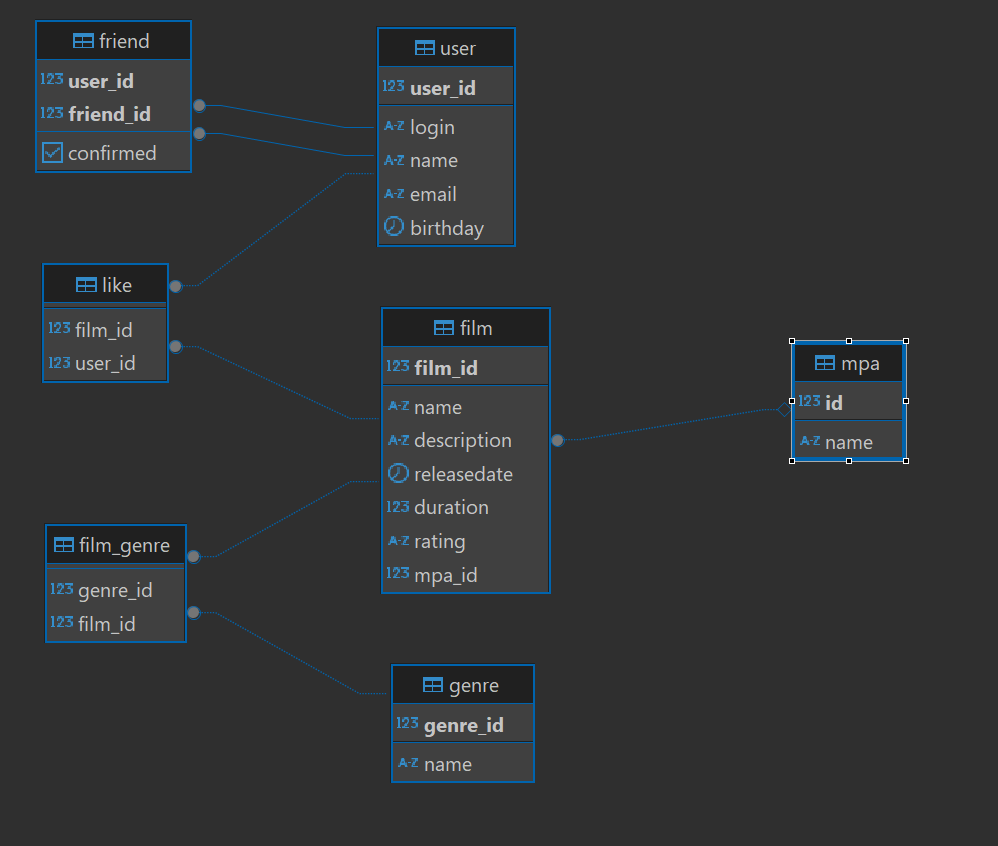 friend
123 user_id
123 friend_id
confirmed
user
123 user_id
A-Z login
A-Z name
A-Z email
birthday
like
123 film_id
123 user_id
film
123 film_id
A-Z name
A-Z description
releasedate
123 duration
A-Z rating
123 mpa_id
mpa
123 id
A-Z name
film_genre
123 genre_id
123 film_id
genre
123 genre_id
A-Z name